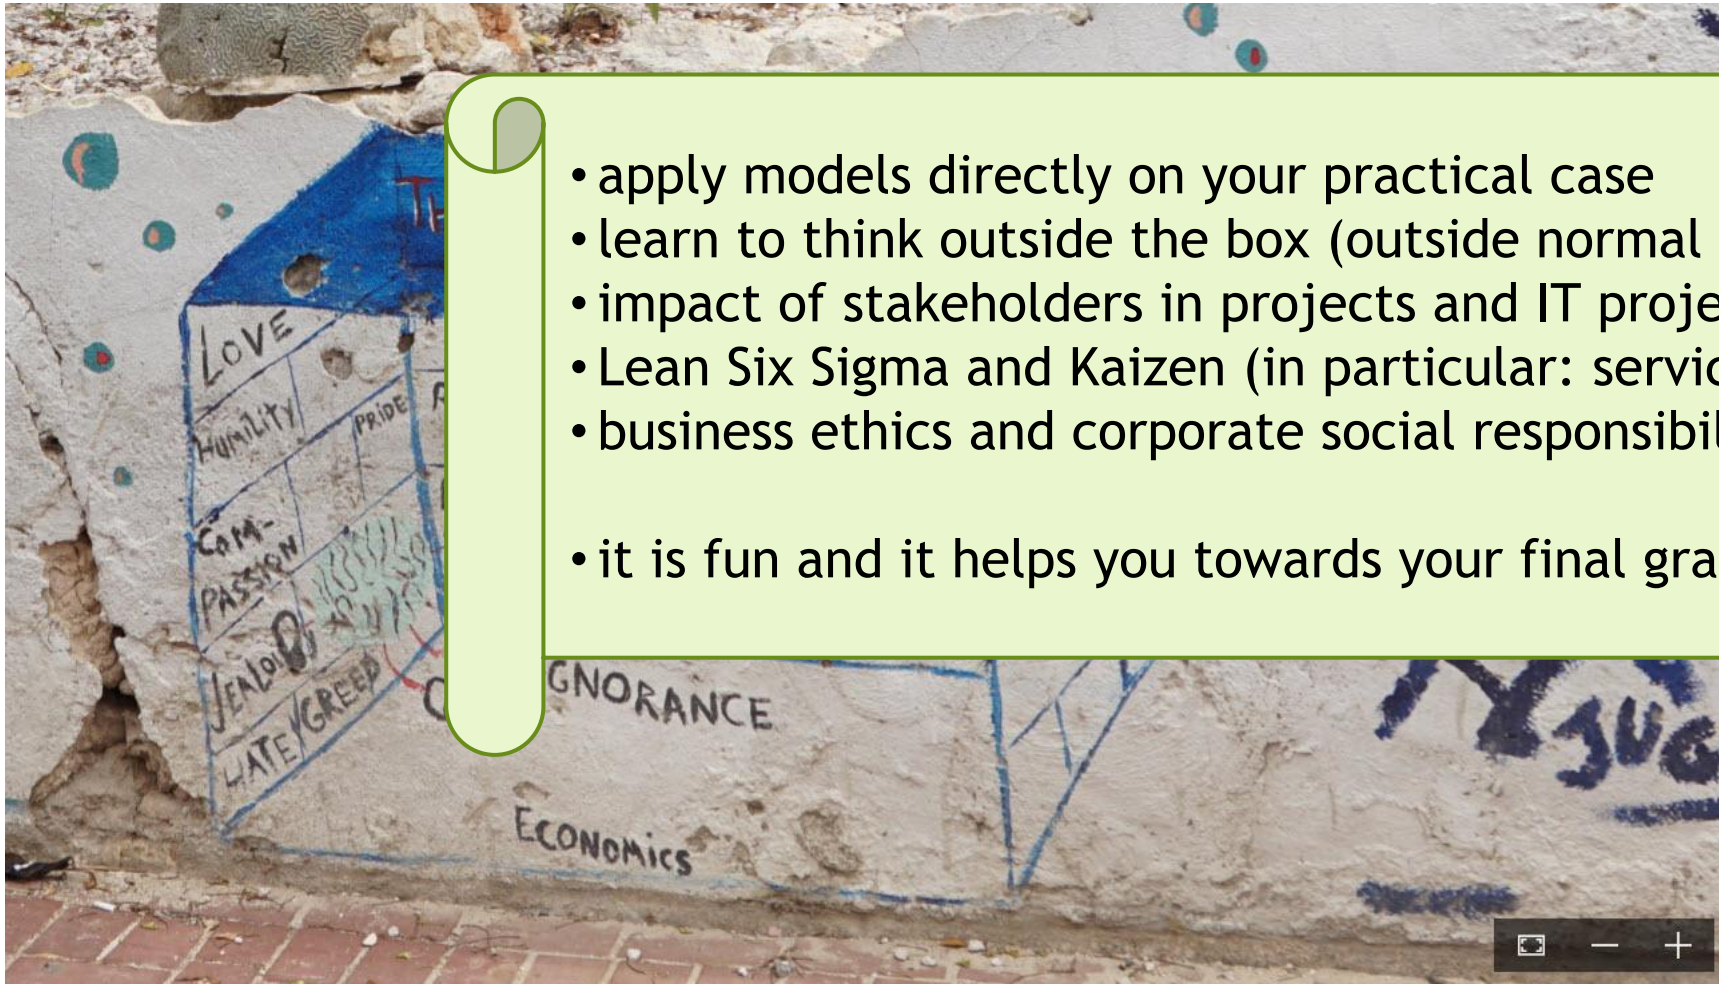 • apply models directly on your practical case
• learn to think outside the box (outside normal
• impact of stakeholders in projects and IT proje
• Lean Six Sigma and Kaizen (in particular: servic
• business ethics and corporate social responsibil
• it is fun and it helps you towards your final gra
LOVE
HUMILITY
PRIDE
COM-
PASSION
HATE/GREED
GNORANCE
ECONOMICS